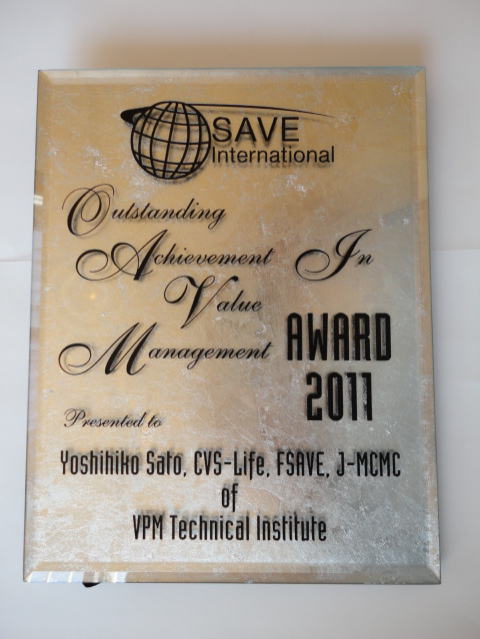 SAVE
International
Outstanding
Achievement In
Value
Management
AWARD
2011
Presented to
Yoshihiko Sato, CVS-Life, FSAVE, J-MCMC
of
VPM Technical Institute